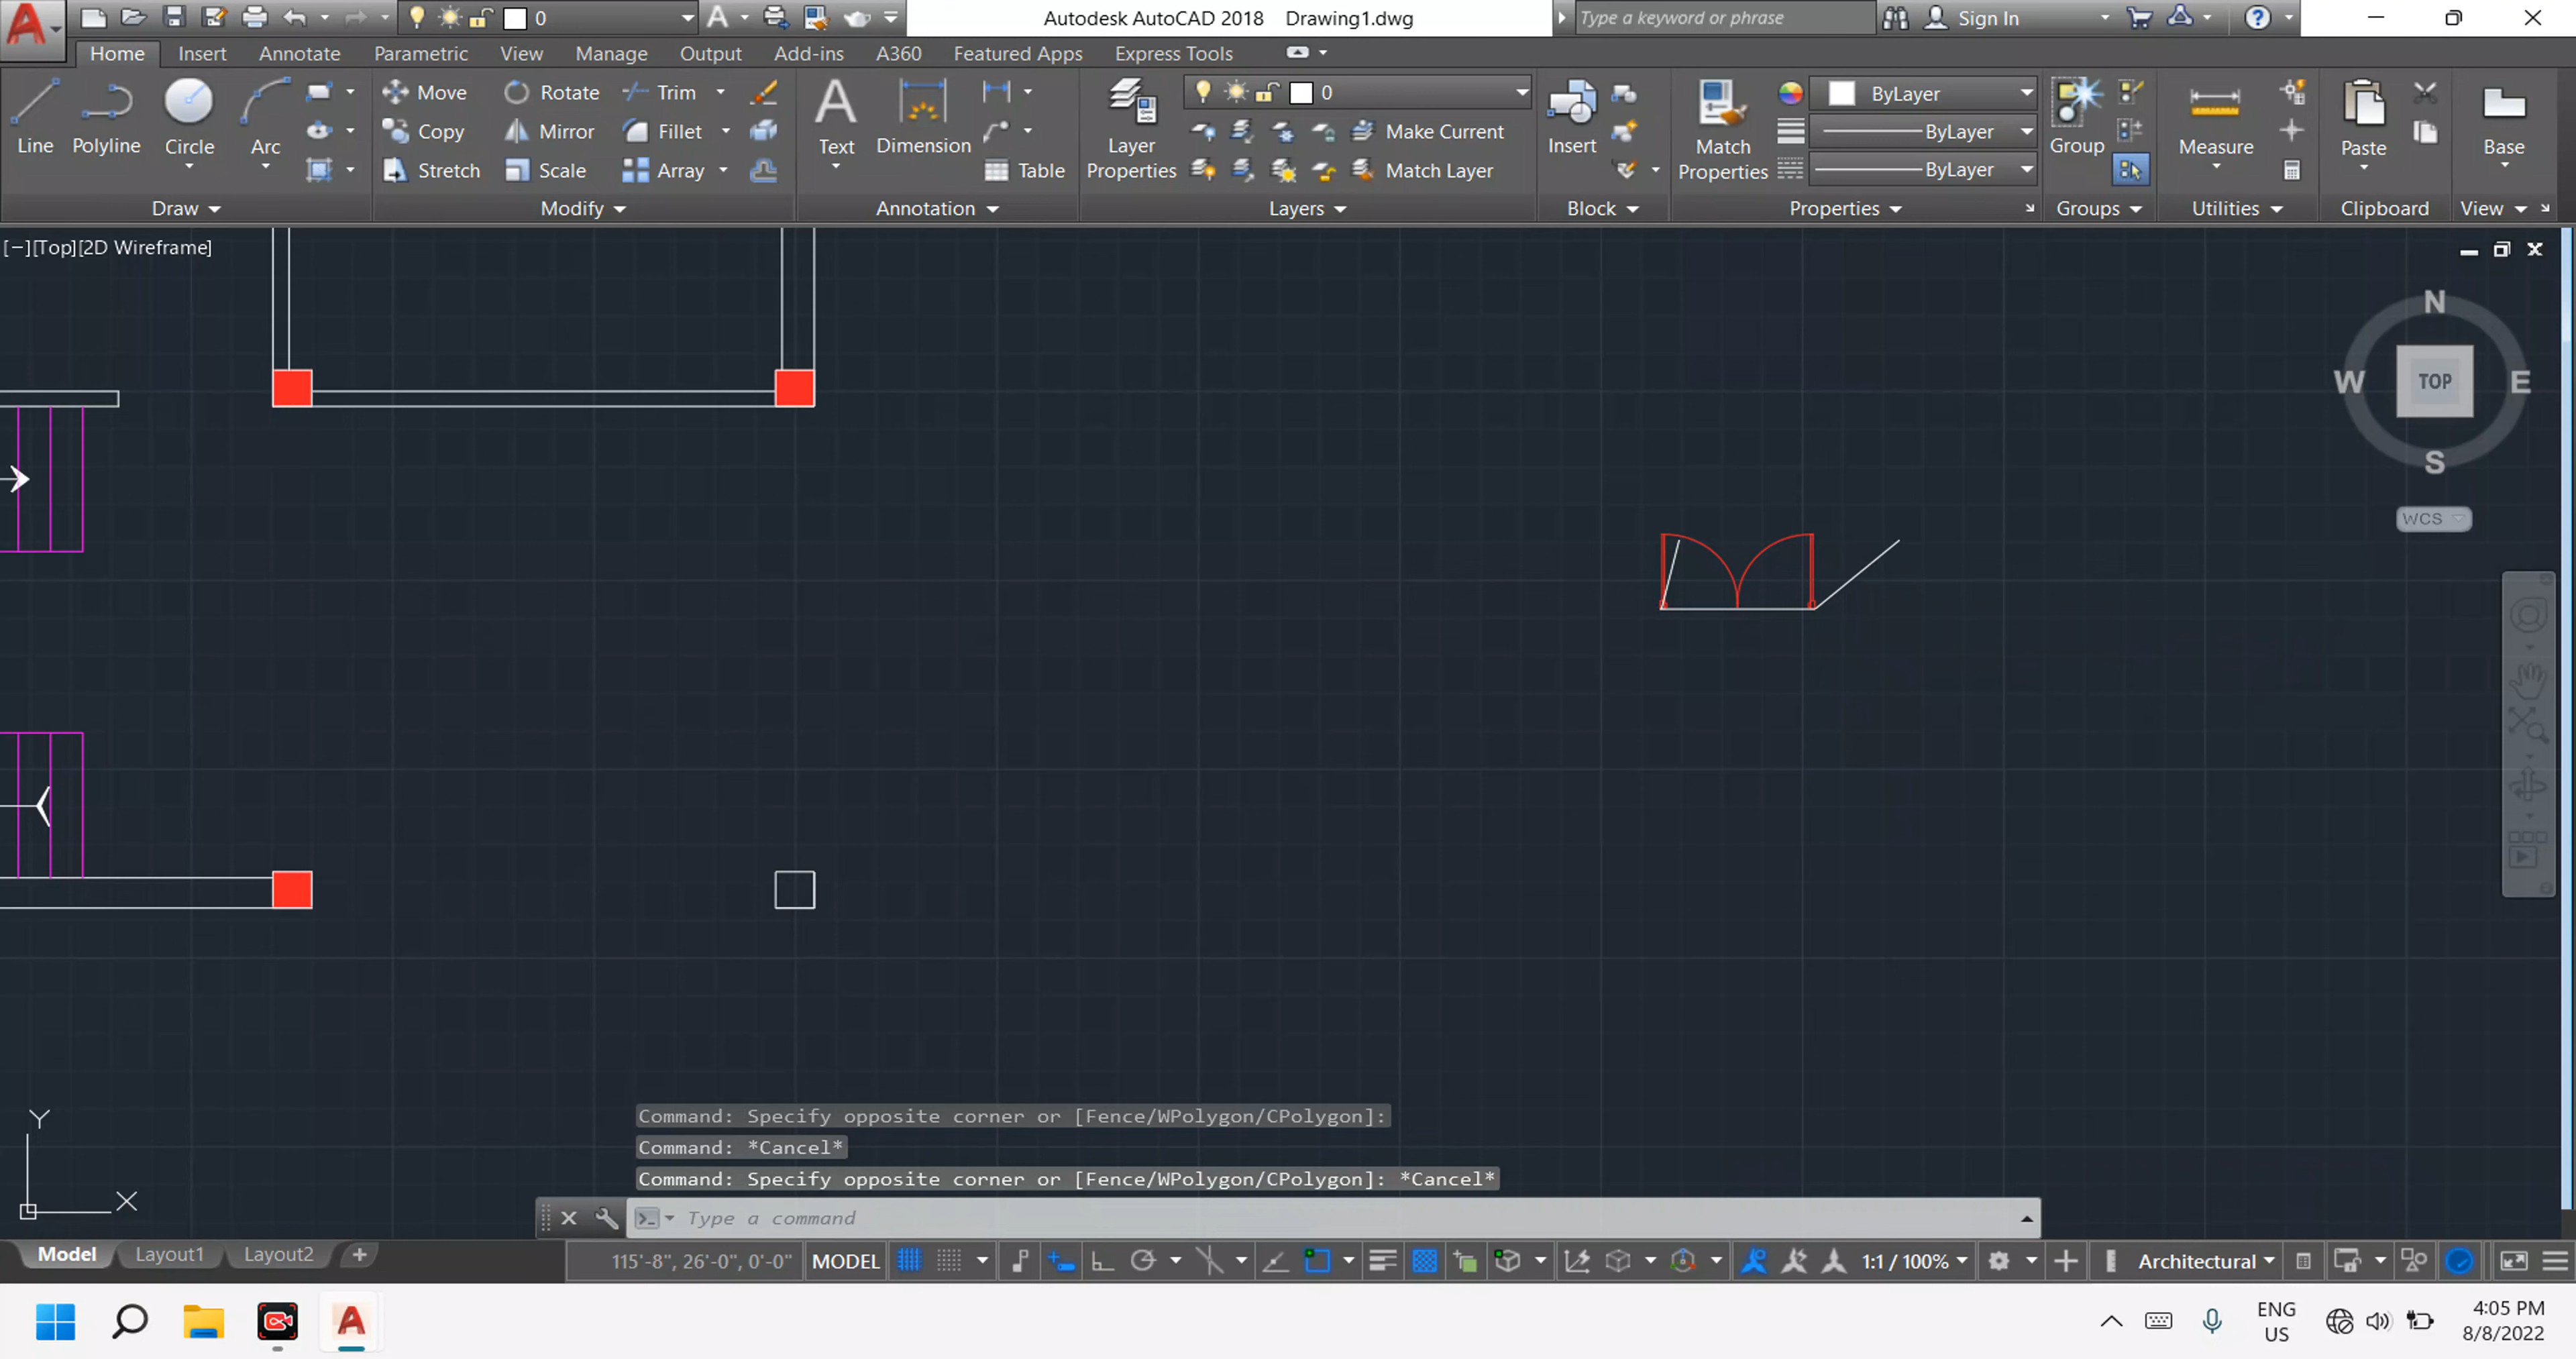 0
Autodesk AutoCAD 2018 Drawing1.dwg
Type a keyword or phrase
Sign In
Home Insert Annotate Parametric View Manage Output Add-ins A360 Featured Apps Express Tools
Line Polyline Circle Arc
Move Rotate Trim
Copy Mirror Fillet
Stretch Scale Array
Text Dimension
Table
Layer Properties
0
Make Current
Match Layer
Insert
Match Properties
ByLayer
ByLayer
ByLayer
Group
Measure
Paste
Base
Draw Modify Annotation Layers Block Properties Groups Utilities Clipboard View
[−][Top][2D Wireframe]
N
W TOP E
S
WCS
Y
X
Command: Specify opposite corner or [Fence/WPolygon/CPolygon]:
Command: *Cancel*
Command: Specify opposite corner or [Fence/WPolygon/CPolygon]: *Cancel*
Type a command
Model Layout1 Layout2 +
115'-8", 26'-0", 0'-0" MODEL 1:1 / 100% Architectural
ENG
US
4:05 PM
8/8/2022